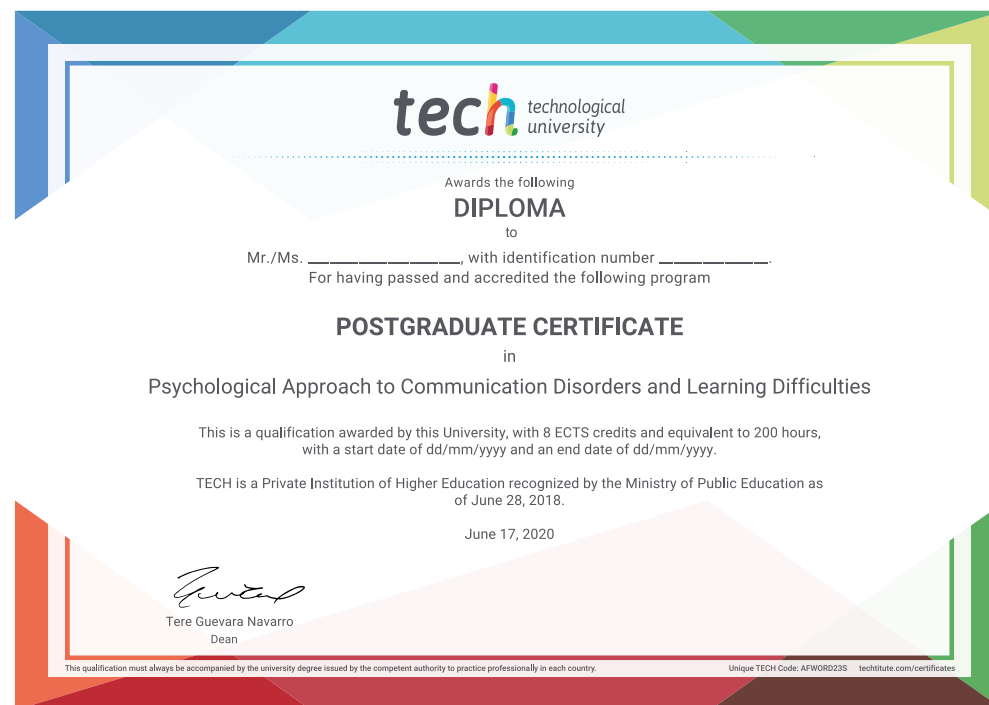 tech technological
university
Awards the following
DIPLOMA
to
Mr./Ms. __________________, with identification number _____________.
For having passed and accredited the following program
POSTGRADUATE CERTIFICATE
in
Psychological Approach to Communication Disorders and Learning Difficulties
This is a qualification awarded by this University, with 8 ECTS credits and equivalent to 200 hours,
with a start date of dd/mm/yyyy and an end date of dd/mm/yyyy.
TECH is a Private Institution of Higher Education recognized by the Ministry of Public Education as
of June 28, 2018.
June 17, 2020
Tere Guevara Navarro
Dean
This qualification must always be accompanied by the university degree issued by the competent authority to practice professionally in each country.
Unique TECH Code: AFWORD23S techtitute.com/certificates